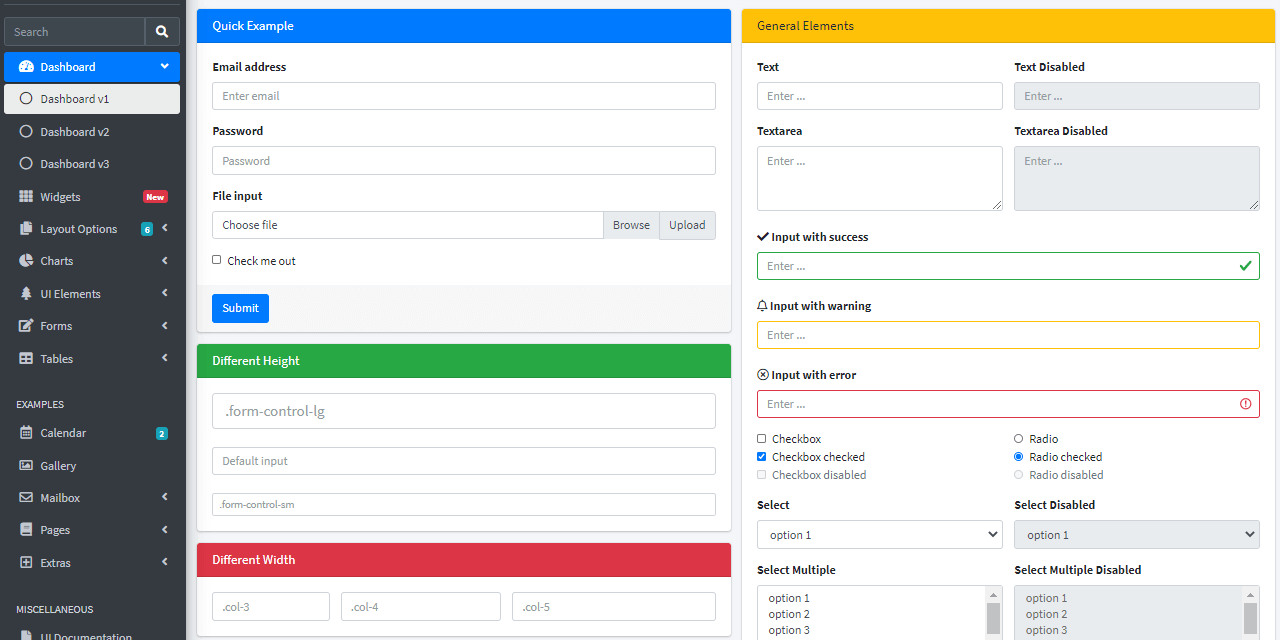 Search
Dashboard
Dashboard v1
Dashboard v2
Dashboard v3
Widgets New
Layout Options 6
Charts
UI Elements
Forms
Tables
EXAMPLES
Calendar 2
Gallery
Mailbox
Pages
Extras
MISCELLANEOUS
UI Documentation
Quick Example
Email address
Enter email
Password
Password
File input
Choose file Browse Upload
Check me out
Submit
Different Height
.form-control-lg
Default input
.form-control-sm
Different Width
.col-3 .col-4 .col-5
General Elements
Text Text Disabled
Enter ... Enter ...
Textarea Textarea Disabled
Enter ... Enter ...
Input with success
Enter ...
Input with warning
Enter ...
Input with error
Enter ...
Checkbox Radio
Checkbox checked Radio checked
Checkbox disabled Radio disabled
Select Select Disabled
option 1 option 1
Select Multiple Select Multiple Disabled
option 1 option 1
option 2 option 2
option 3 option 3